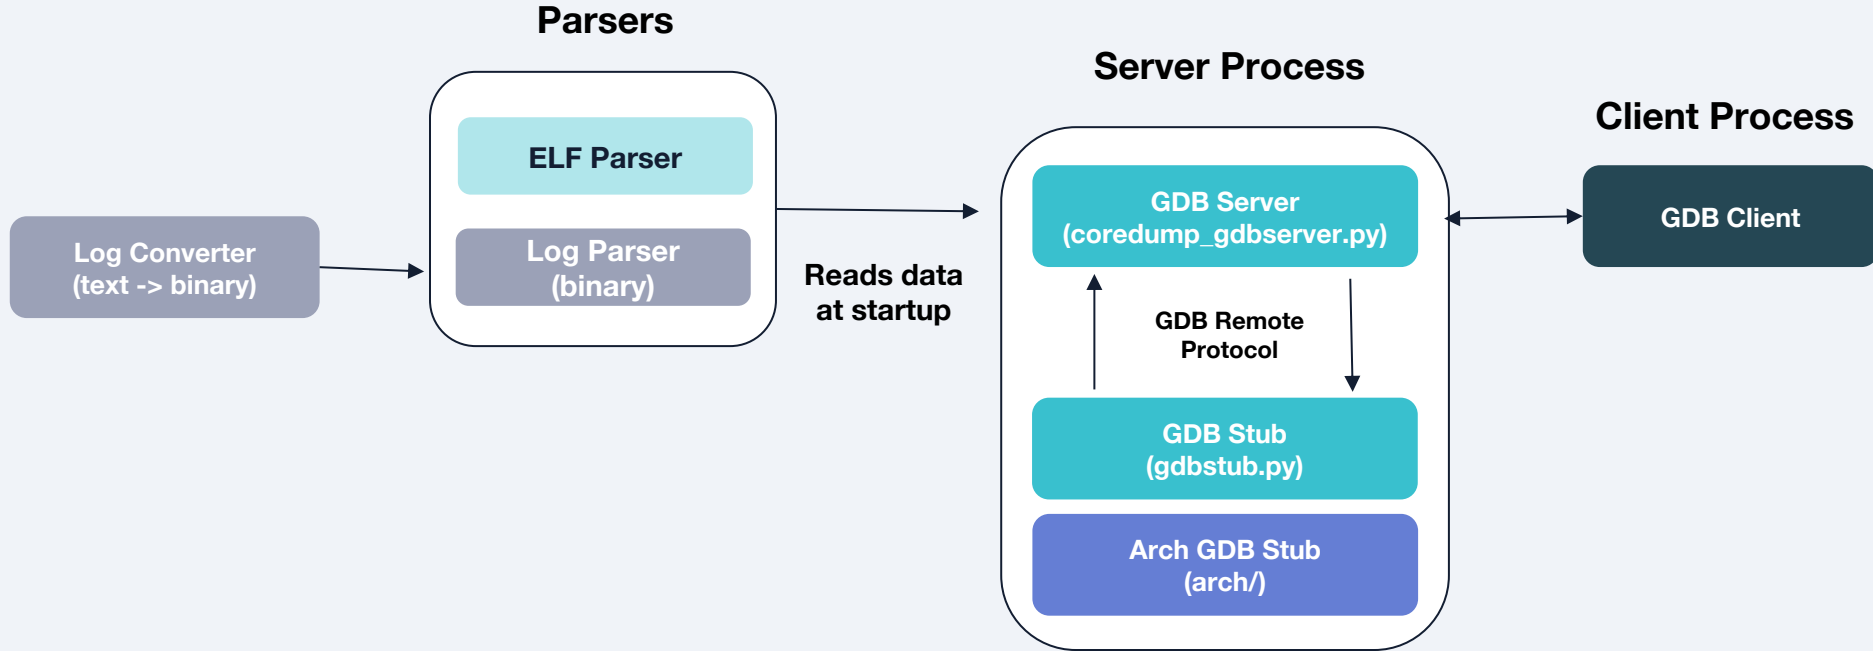 Parsers
Server Process
Client Process
ELF Parser
Log Parser
(binary)
Log Converter
(text -> binary)
Reads data
at startup
GDB Server
(coredump_gdbserver.py)
GDB Remote
Protocol
GDB Stub
(gdbstub.py)
Arch GDB Stub
(arch/)
GDB Client